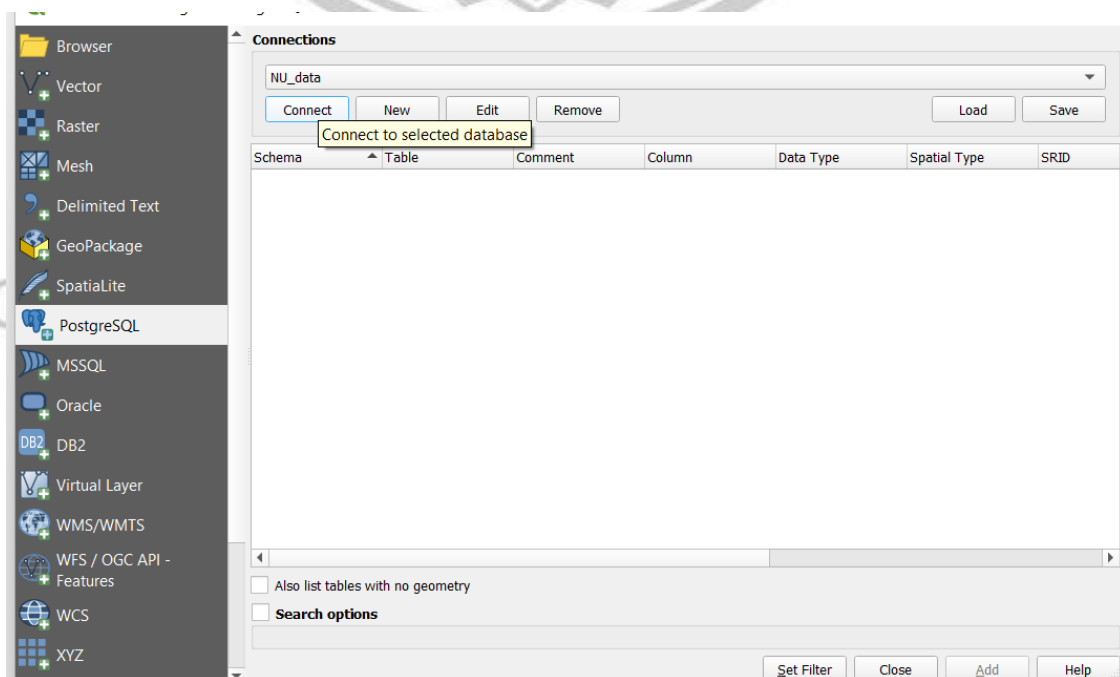 Browser
Vector
Raster
Mesh
Delimited Text
GeoPackage
SpatiaLite
PostgreSQL
MSSQL
Oracle
DB2
DB2
Virtual Layer
WMS/WMTS
WFS / OGC API -
Features
WCS
XYZ
Connections
NU_data
Connect New Edit Remove Load Save
Connect to selected database
Schema Table Comment Column Data Type Spatial Type SRID
Also list tables with no geometry
Search options
Set Filter Close Add Help